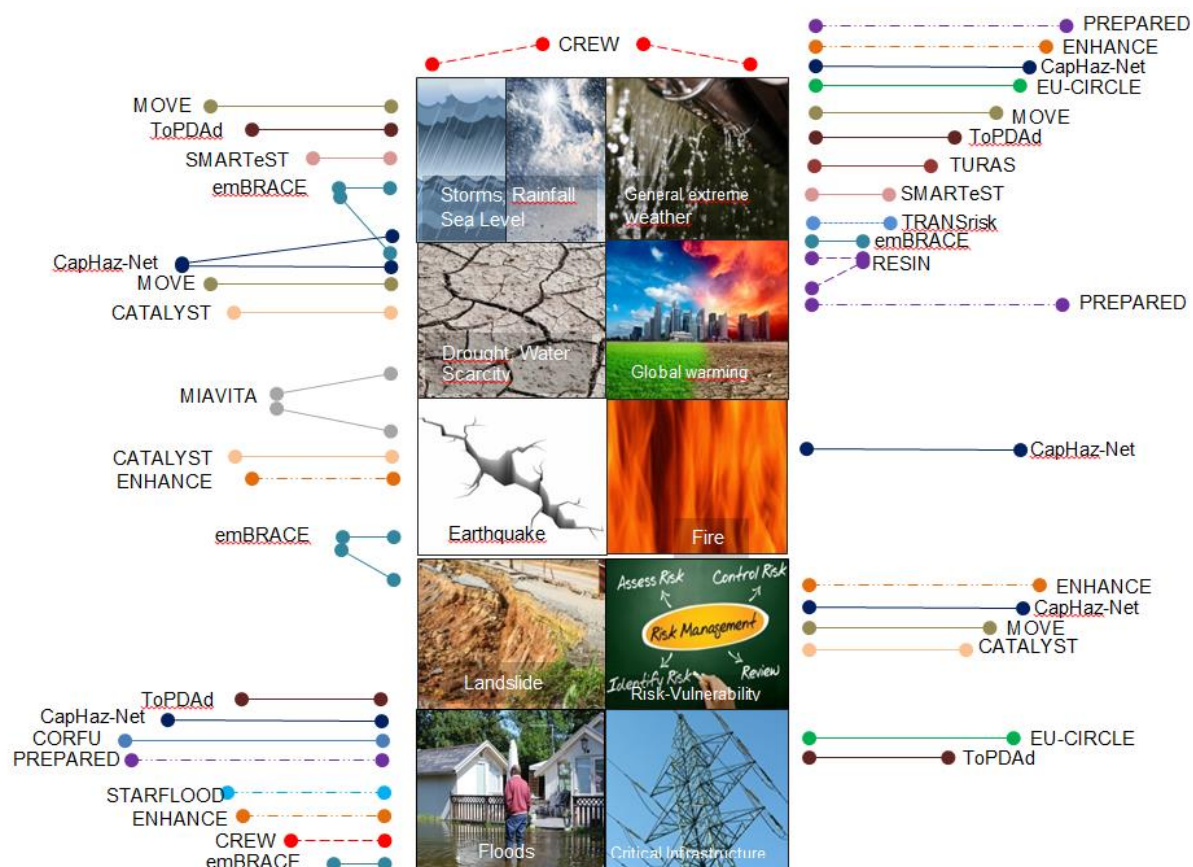 CREW
MOVE
ToPDAd
SMARTeST
emBRACE
CapHaz-Net
MOVE
CATALYST
MIAVITA
CATALYST
ENHANCE
emBRACE
ToPDAd
CapHaz-Net
CORFU
PREPARED
STARFLOOD
ENHANCE
CREW
emBRACE
Storms, Rainfall
Sea Level
General extreme
weather
Drought, Water
Scarcity
Global warming
Earthquake
Fire
Landslide
Assess Risk
Control Risk
Risk Management
Identify Risk
Review
Risk-Vulnerability
Floods
Critical Infrastructure
PREPARED
ENHANCE
CapHaz-Net
EU-CIRCLE
MOVE
ToPDAd
TURAS
SMARTeST
TRANSrisk
emBRACE
RESIN
PREPARED
CapHaz-Net
ENHANCE
CapHaz-Net
MOVE
CATALYST
EU-CIRCLE
ToPDAd